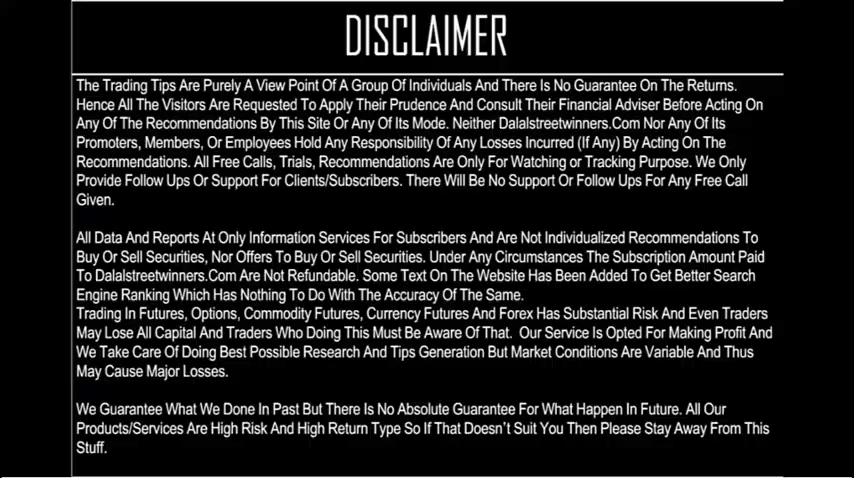 DISCLAIMER
The Trading Tips Are Purely A View Point Of A Group Of Individuals And There Is No Guarantee On The Returns.
Hence All The Visitors Are Requested To Apply Their Prudence And Consult Their Financial Adviser Before Acting On
Any Of The Recommendations By This Site Or Any Of Its Mode. Neither Dalalstreetwinners.Com Nor Any Of Its
Promoters, Members, Or Employees Hold Any Responsibility Of Any Losses Incurred (If Any) By Acting On The
Recommendations. All Free Calls, Trials, Recommendations Are Only For Watching or Tracking Purpose. We Only
Provide Follow Ups Or Support For Clients/Subscribers. There Will Be No Support Or Follow Ups For Any Free Call
Given.
All Data And Reports At Only Information Services For Subscribers And Are Not Individualized Recommendations To
Buy Or Sell Securities, Nor Offers To Buy Or Sell Securities. Under Any Circumstances The Subscription Amount Paid
To Dalalstreetwinners.Com Are Not Refundable. Some Text On The Website Has Been Added To Get Better Search
Engine Ranking Which Has Nothing To Do With The Accuracy Of The Same.
Trading In Futures, Options, Commodity Futures, Currency Futures And Forex Has Substantial Risk And Even Traders
May Lose All Capital And Traders Who Doing This Must Be Aware Of That. Our Service Is Opted For Making Profit And
We Take Care Of Doing Best Possible Research And Tips Generation But Market Conditions Are Variable And Thus
May Cause Major Losses.
We Guarantee What We Done In Past But There Is No Absolute Guarantee For What Happen In Future. All Our
Products/Services Are High Risk And High Return Type So If That Doesn't Suit You Then Please Stay Away From This
Stuff.